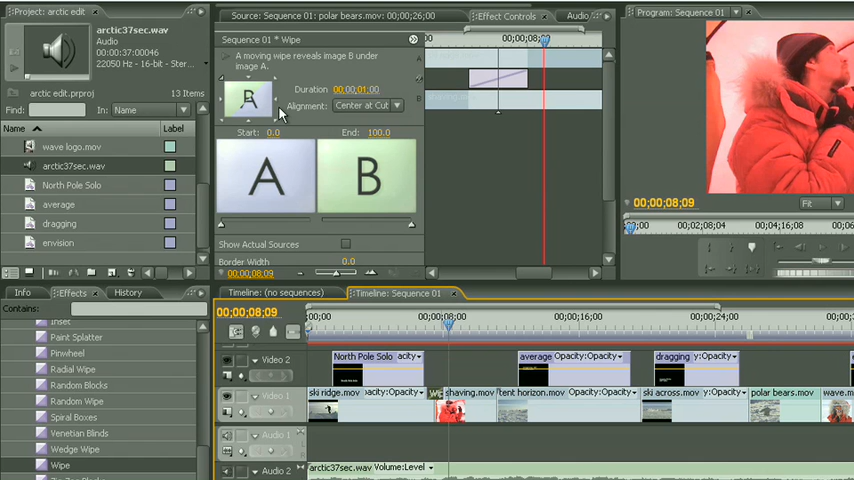 Project: arctic edit
arctic37sec.wav
Audio
00;00;37:00046
22050 Hz - 16-bit - Ster...
arctic edit.prproj
13 Items
Find:
In: Name
Name
Label
wave logo.mov
arctic37sec.wav
North Pole Solo
average
dragging
envision
Source: Sequence 01: polar bears.mov: 00;00;26;00
Effect Controls
Audio
Sequence 01 * Wipe
A moving wipe reveals image B under
image A.
Duration 00;00;01;00
Alignment: Center at Cut
Start: 0.0
End: 100.0
A
B
Show Actual Sources
Border Width 0.0
00;00;08;09
;00
00;00;08;
A
B
Program: Sequence 01
00;00;08;09
Fit
;00
00;02;08;04
00;04;16;08
00;0
Info
Effects
History
Contains:
Inset
Paint Splatter
Pinwheel
Radial Wipe
Random Blocks
Random Wipe
Spiral Boxes
Venetian Blinds
Wedge Wipe
Wipe
Timeline: (no sequences)
Timeline: Sequence 01
00;00;08;09
;00;00
00;00;08;00
00;00;16;00
00;00;24;00
00;00;3
Video 2
North Pole Solo acity
average Opacity:Opacity
dragging y:Opacity
Video 1
ski ridge.mov pacity:Opacity
shaving.mov
tent horizon.mov Opacity:Opacity
ski across.mov y:Opacity
polar bears.mov
wave.m
Audio 1
Audio 2
arctic37sec.wav Volume:Level